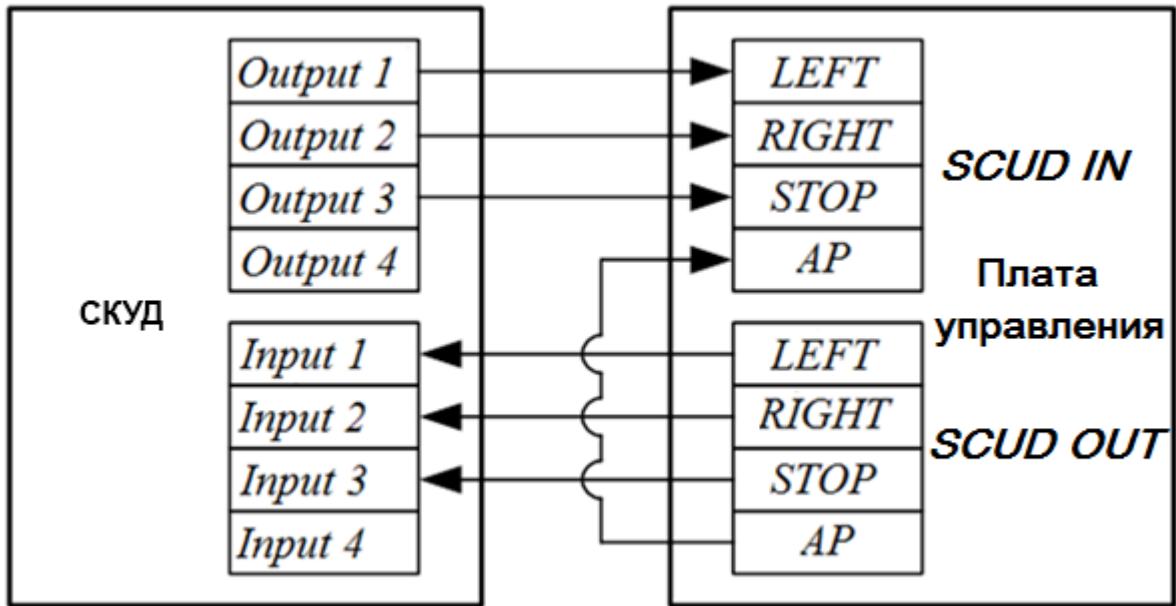 СКУД
Output 1
Output 2
Output 3
Output 4
Input 1
Input 2
Input 3
Input 4
LEFT
RIGHT
STOP
AP
LEFT
RIGHT
STOP
AP
SCUD IN
Плата
управления
SCUD OUT